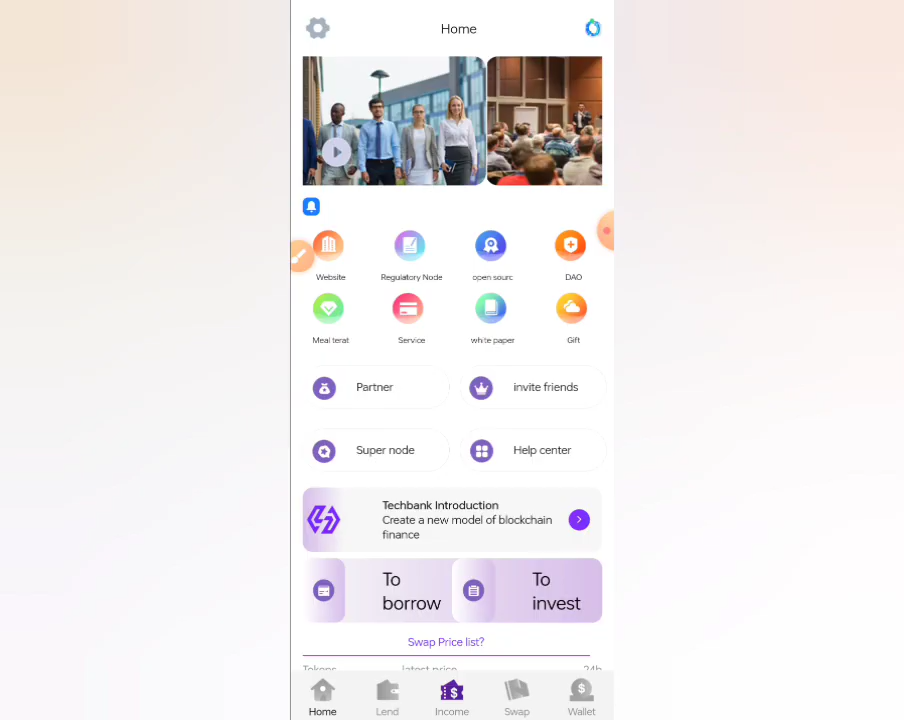 Home
Website
Regulatory Node
open sourc
DAO
Meal terat
Service
white paper
Gift
Partner
invite friends
Super node
Help center
Techbank Introduction
Create a new model of blockchain
finance
To
borrow
To
invest
Swap Price list?
Tokens
latest price
24h
Home
Lend
Income
Swap
Wallet